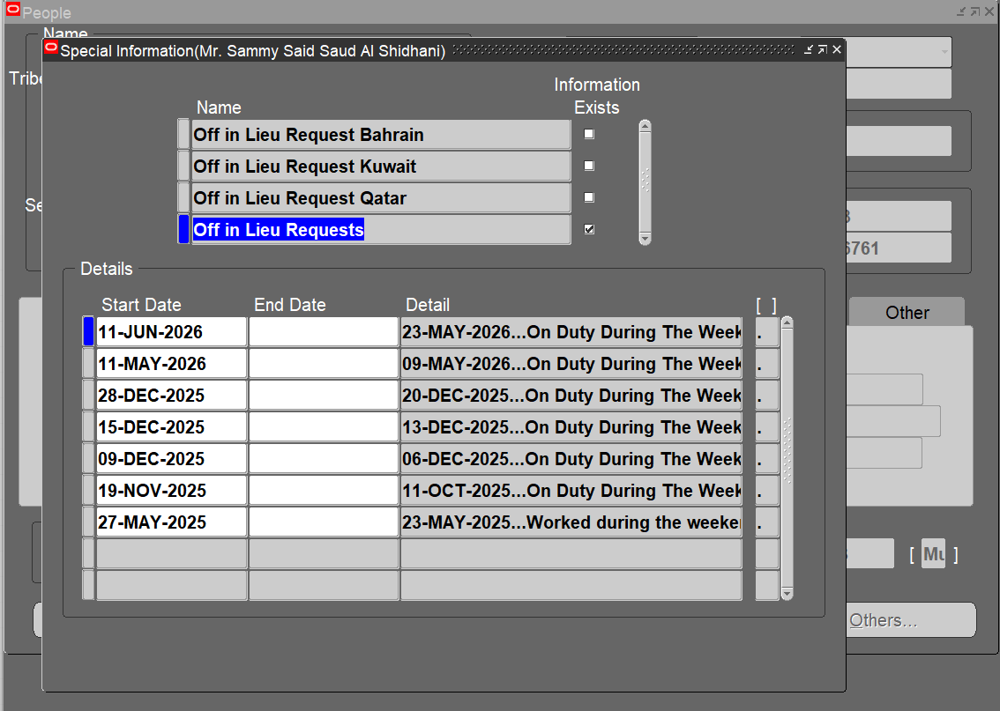 People
Name
Special Information(Mr. Sammy Said Saud Al Shidhani)
Information
Name
Exists
Off in Lieu Request Bahrain
Off in Lieu Request Kuwait
Off in Lieu Request Qatar
Off in Lieu Requests
6761
Details
Start Date End Date Detail [ ]
Other
11-JUN-2026 23-MAY-2026...On Duty During The Week .
11-MAY-2026 09-MAY-2026...On Duty During The Week .
28-DEC-2025 20-DEC-2025...On Duty During The Week .
15-DEC-2025 13-DEC-2025...On Duty During The Week .
09-DEC-2025 06-DEC-2025...On Duty During The Week .
19-NOV-2025 11-OCT-2025...On Duty During The Week .
27-MAY-2025 23-MAY-2025...Worked during the weeke .
[ Mu ]
Others...